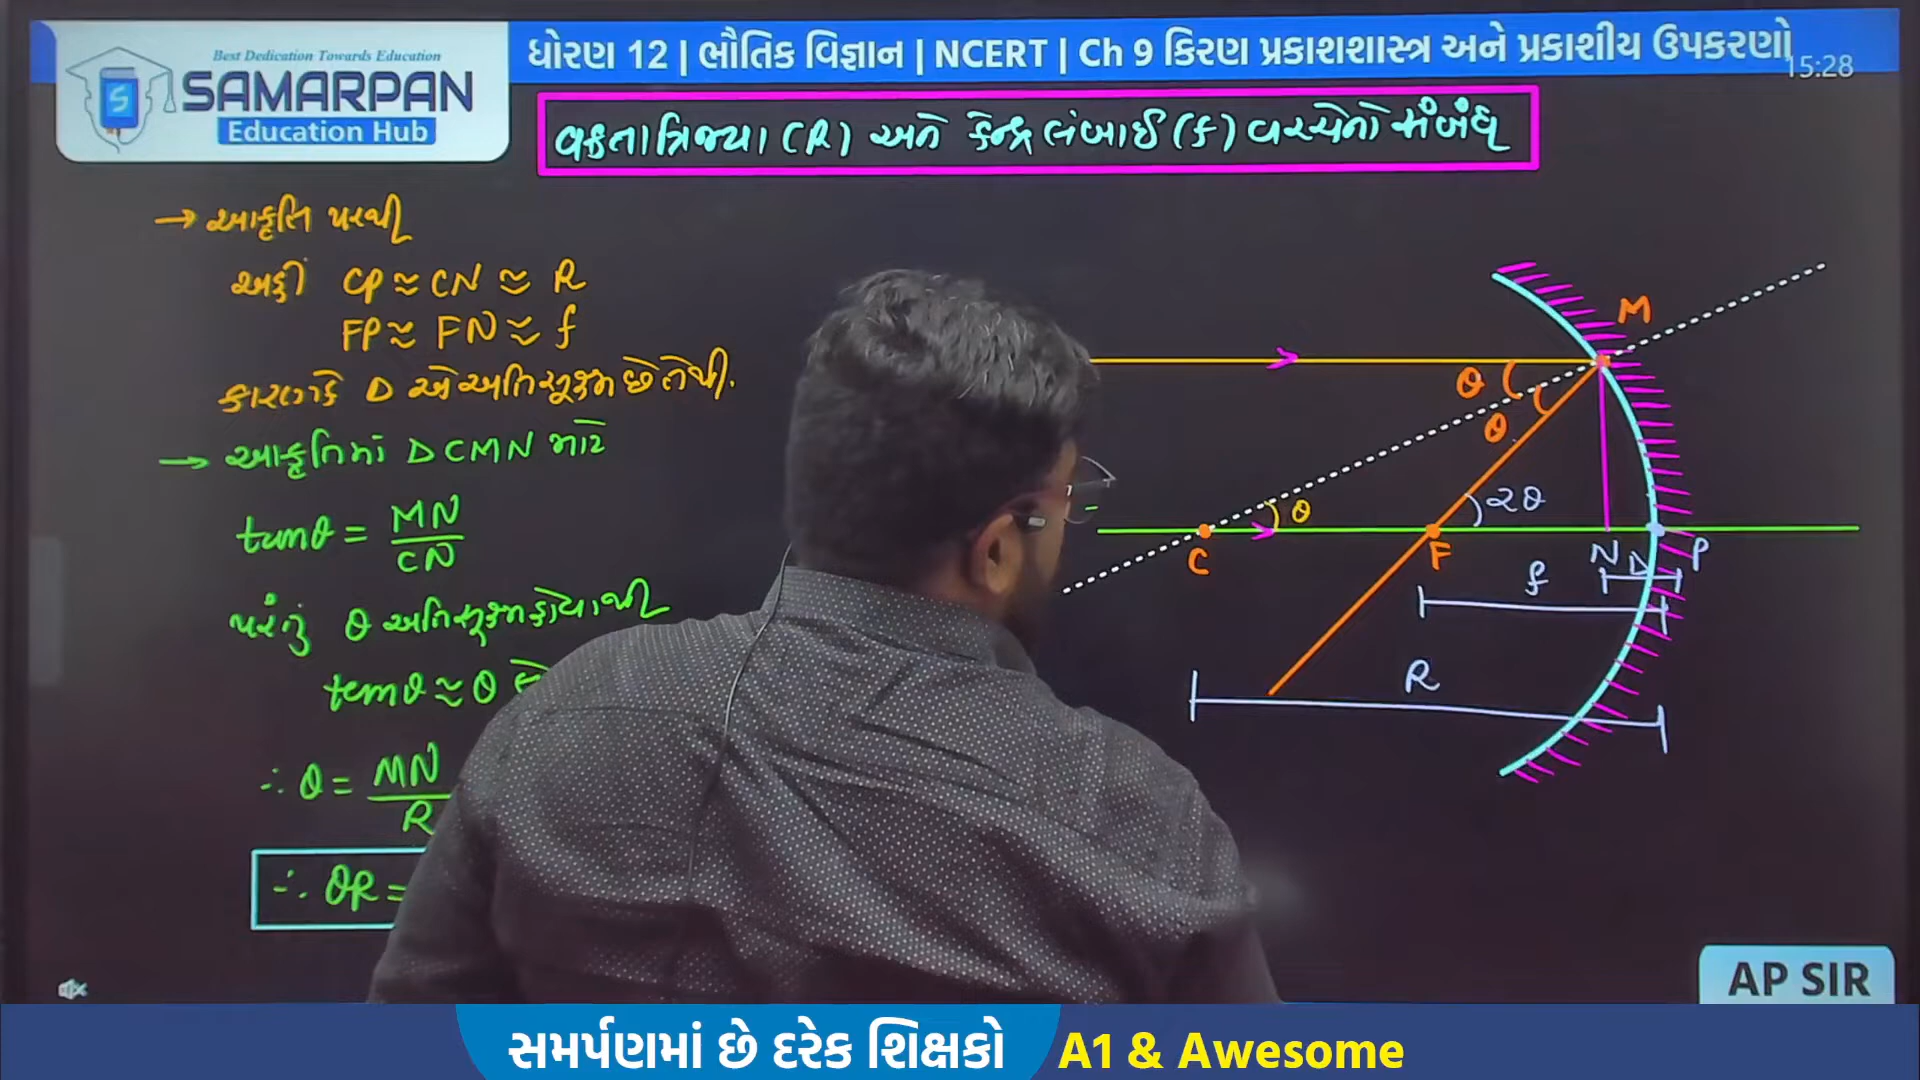 Best Dedication Towards Education
SAMARPAN
Education Hub
S
ધોરણ 12 | ભૌતિક વિજ્ઞાન | NCERT | Ch 9 કિરણ પ્રકાશશાસ્ત્ર અને પ્રકાશીય ઉપકરણો
15:28
વક્રતાત્રિજ્યા (R) અને કેન્દ્રલંબાઈ (f) વચ્ચેનો સંબંધ
→ આકૃતિ પરથી
અહીં CP ≈ CN ≈ R
FP ≈ FN ≈ f
કારણકે D એ અતિસૂક્ષ્મ છે તેથી.
→ આકૃતિમાં Δ CMN માટે
tanθ = MN / CN
પરંતુ θ અતિસૂક્ષ્મ હોવાથી
tanθ ≈ θ
∴ θ = MN / R
∴ θR =
M
θ
θ
θ
2θ
C
F
N
D
P
f
R
AP SIR
સમર્પણમાં છે દરેક શિક્ષકો
A1 & Awesome